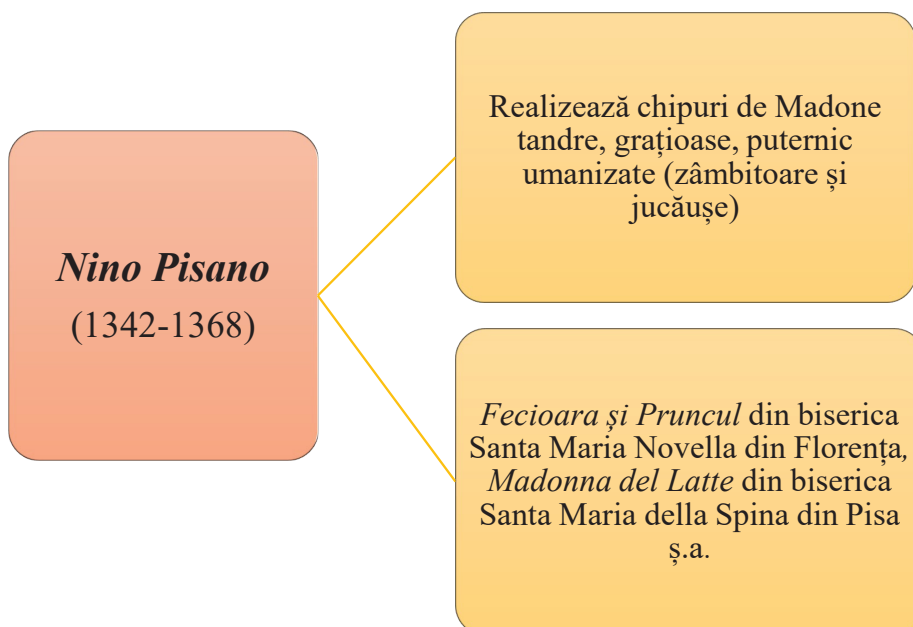 Nino Pisano
(1342-1368)
Realizează chipuri de Madone
tandre, grațioase, puternic
umanizate (zâmbitoare și
jucăușe)
Fecioara și Pruncul din biserica
Santa Maria Novella din Florența,
Madonna del Latte din biserica
Santa Maria della Spina din Pisa
ș.a.